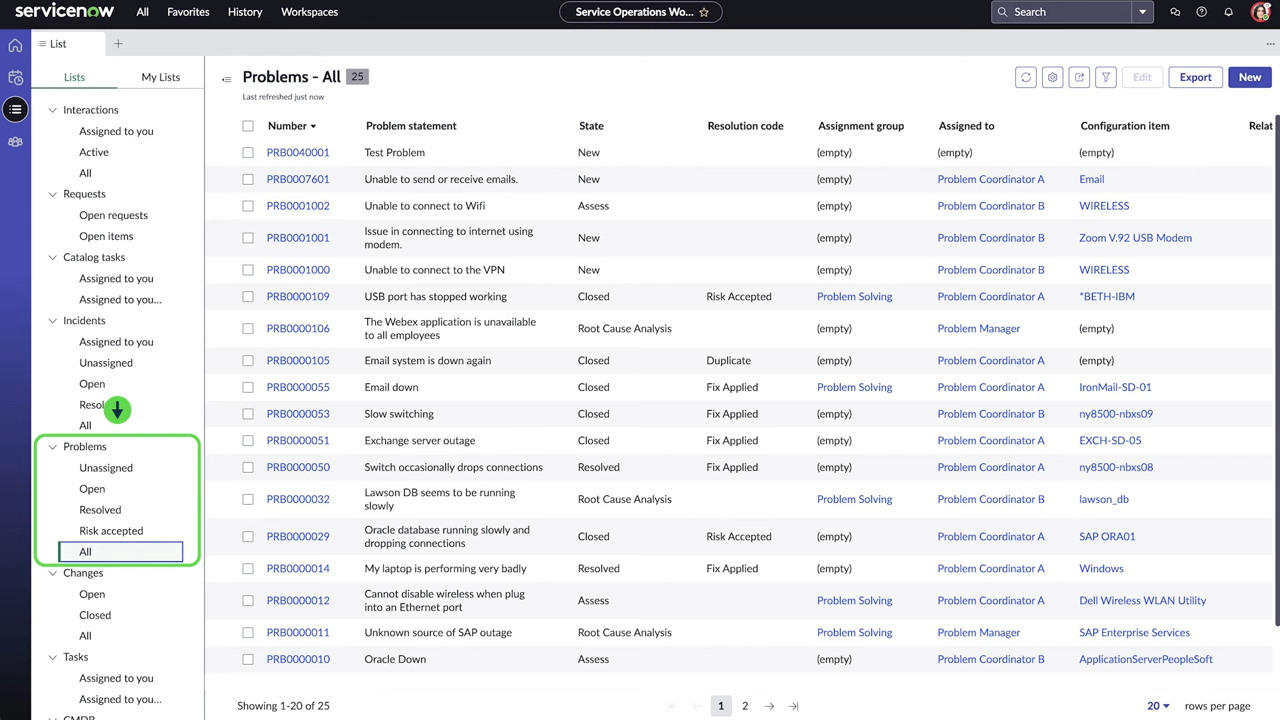 servicenow All Favorites History Workspaces Service Operations Wo... Search
List
Lists My Lists
Interactions
Assigned to you
Active
All
Requests
Open requests
Open items
Catalog tasks
Assigned to you
Assigned to you...
Incidents
Assigned to you
Unassigned
Open
All
Problems
Unassigned
Open
Resolved
Risk accepted
All
Changes
Open
Closed
All
Tasks
Assigned to you
Assigned to you...
Problems - All 25
Last refreshed just now
Edit Export New
Number Problem statement State Resolution code Assignment group Assigned to Configuration item Relat
PRB0040001 Test Problem New (empty) (empty) (empty)
PRB0007601 Unable to send or receive emails. New (empty) Problem Coordinator A Email
PRB0001002 Unable to connect to Wifi Assess (empty) Problem Coordinator B WIRELESS
PRB0001001 Issue in connecting to internet using
modem. New (empty) Problem Coordinator B Zoom V.92 USB Modem
PRB0001000 Unable to connect to the VPN New (empty) Problem Coordinator B WIRELESS
PRB0000109 USB port has stopped working Closed Risk Accepted Problem Solving Problem Coordinator A *BETH-IBM
PRB0000106 The Webex application is unavailable
to all employees Root Cause Analysis (empty) Problem Manager (empty)
PRB0000105 Email system is down again Closed Duplicate (empty) Problem Coordinator A (empty)
PRB0000055 Email down Closed Fix Applied Problem Solving Problem Coordinator A IronMail-SD-01
PRB0000053 Slow switching Closed Fix Applied (empty) Problem Coordinator B ny8500-nbxs09
PRB0000051 Exchange server outage Closed Fix Applied (empty) Problem Coordinator A EXCH-SD-05
PRB0000050 Switch occasionally drops connections Resolved Fix Applied (empty) Problem Coordinator A ny8500-nbxs08
PRB0000032 Lawson DB seems to be running
slowly Root Cause Analysis Problem Solving Problem Coordinator B lawson_db
PRB0000029 Oracle database running slowly and
dropping connections Closed Risk Accepted (empty) Problem Coordinator A SAP ORA01
PRB0000014 My laptop is performing very badly Resolved Fix Applied (empty) Problem Coordinator A Windows
PRB0000012 Cannot disable wireless when plug
into an Ethernet port Assess Problem Solving Problem Coordinator A Dell Wireless WLAN Utility
PRB0000011 Unknown source of SAP outage Root Cause Analysis Problem Solving Problem Manager SAP Enterprise Services
PRB0000010 Oracle Down Assess (empty) Problem Coordinator B ApplicationServerPeopleSoft
Showing 1-20 of 25 1 2 20 rows per page